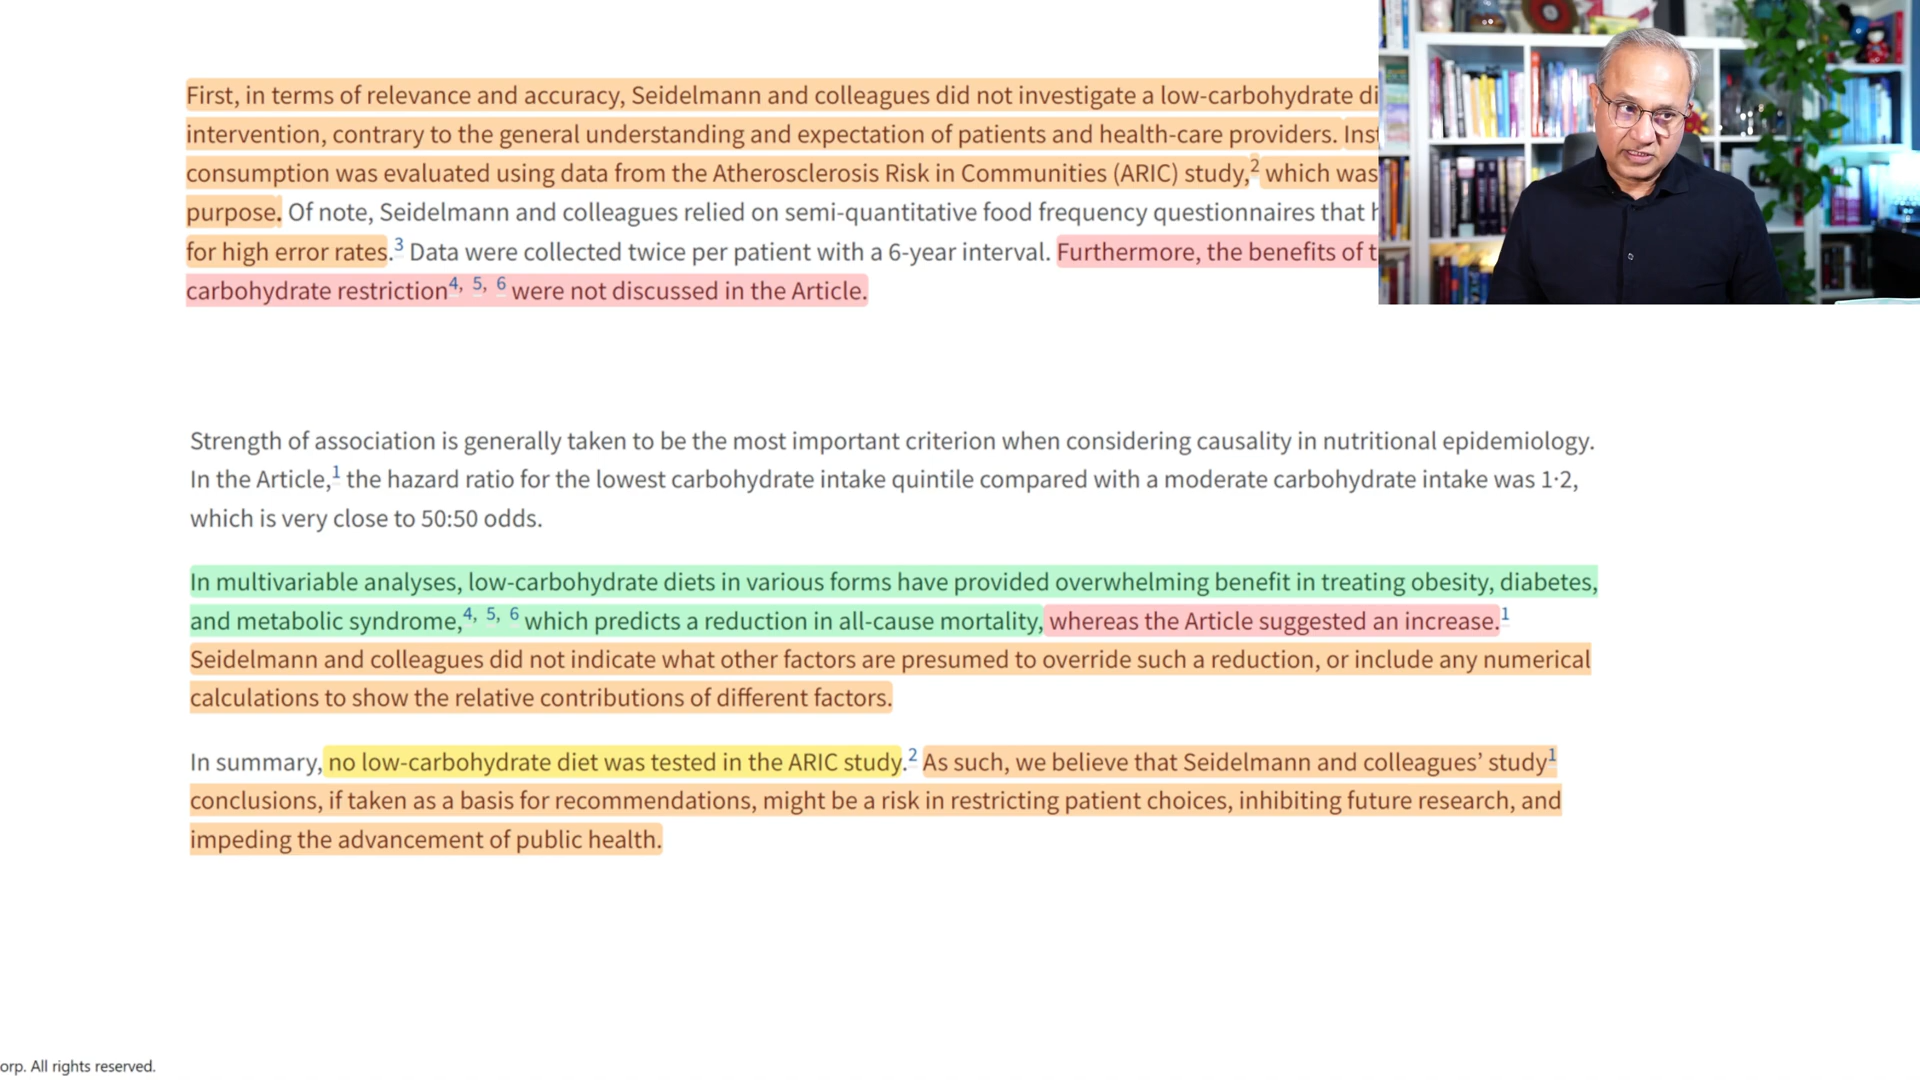 First, in terms of relevance and accuracy, Seidelmann and colleagues did not investigate a low-carbohydrate di
intervention, contrary to the general understanding and expectation of patients and health-care providers. Inst
consumption was evaluated using data from the Atherosclerosis Risk in Communities (ARIC) study,2 which was
purpose. Of note, Seidelmann and colleagues relied on semi-quantitative food frequency questionnaires that h
for high error rates.3 Data were collected twice per patient with a 6-year interval. Furthermore, the benefits of t
carbohydrate restriction4, 5, 6 were not discussed in the Article.
Strength of association is generally taken to be the most important criterion when considering causality in nutritional epidemiology.
In the Article,1 the hazard ratio for the lowest carbohydrate intake quintile compared with a moderate carbohydrate intake was 1·2,
which is very close to 50:50 odds.
In multivariable analyses, low-carbohydrate diets in various forms have provided overwhelming benefit in treating obesity, diabetes,
and metabolic syndrome,4, 5, 6 which predicts a reduction in all-cause mortality, whereas the Article suggested an increase.1
Seidelmann and colleagues did not indicate what other factors are presumed to override such a reduction, or include any numerical
calculations to show the relative contributions of different factors.
In summary, no low-carbohydrate diet was tested in the ARIC study.2 As such, we believe that Seidelmann and colleagues’ study1
conclusions, if taken as a basis for recommendations, might be a risk in restricting patient choices, inhibiting future research, and
impeding the advancement of public health.
orp. All rights reserved.